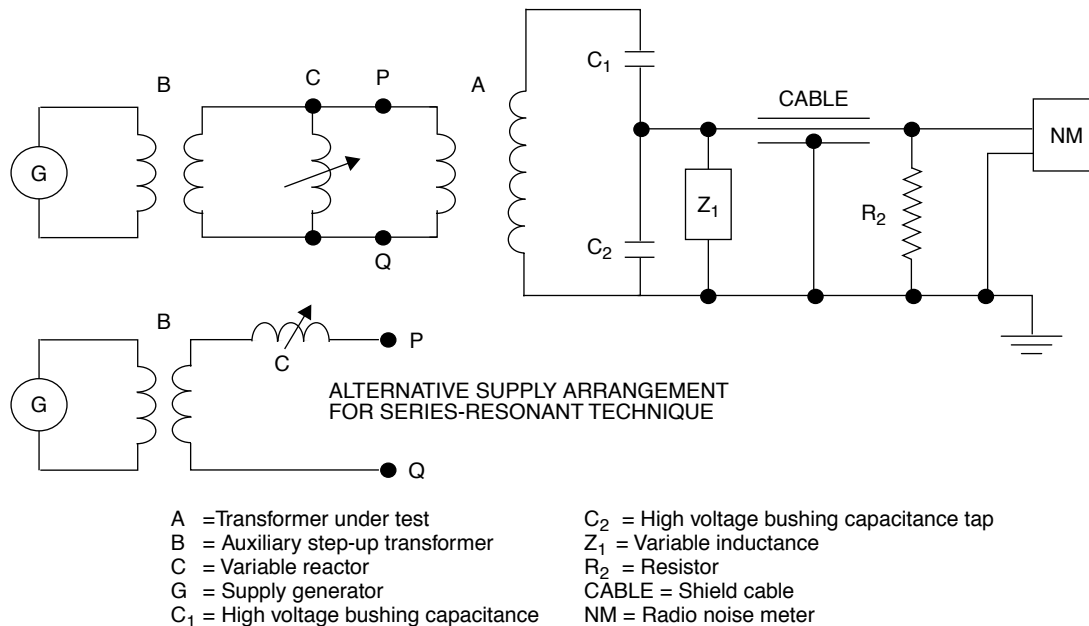 B
C
P
A
C1
CABLE
NM
G
Z1
R2
C2
Q
B
C
P
G
ALTERNATIVE SUPPLY ARRANGEMENT
FOR SERIES-RESONANT TECHNIQUE
Q
A =Transformer under test
B = Auxiliary step-up transformer
C = Variable reactor
G = Supply generator
C1 = High voltage bushing capacitance
C2 = High voltage bushing capacitance tap
Z1 = Variable inductance
R2 = Resistor
CABLE = Shield cable
NM = Radio noise meter